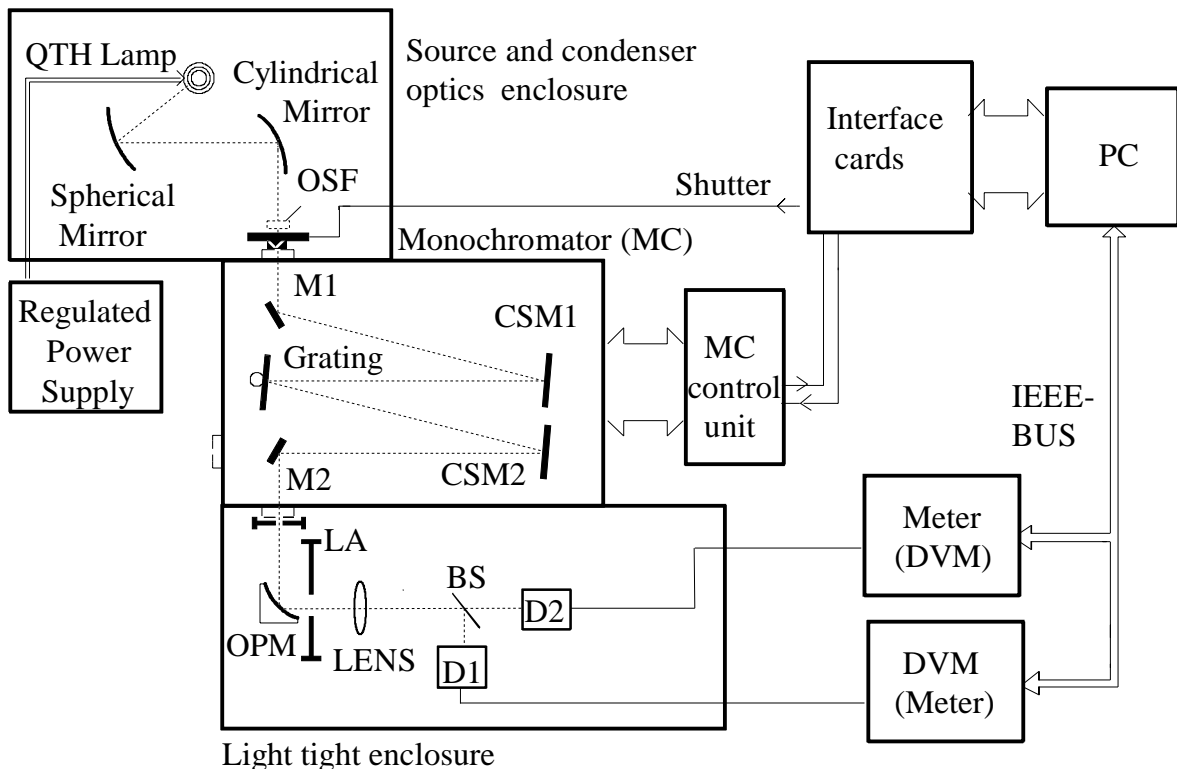 QTH Lamp
Cylindrical
Mirror
Source and condenser
optics enclosure
Spherical
Mirror
OSF
Shutter
Interface
cards
PC
Monochromator (MC)
Regulated
Power
Supply
M1
CSM1
Grating
M2
CSM2
MC
control
unit
IEEE-
BUS
LA
BS
D2
OPM
LENS
D1
Meter
(DVM)
DVM
(Meter)
Light tight enclosure